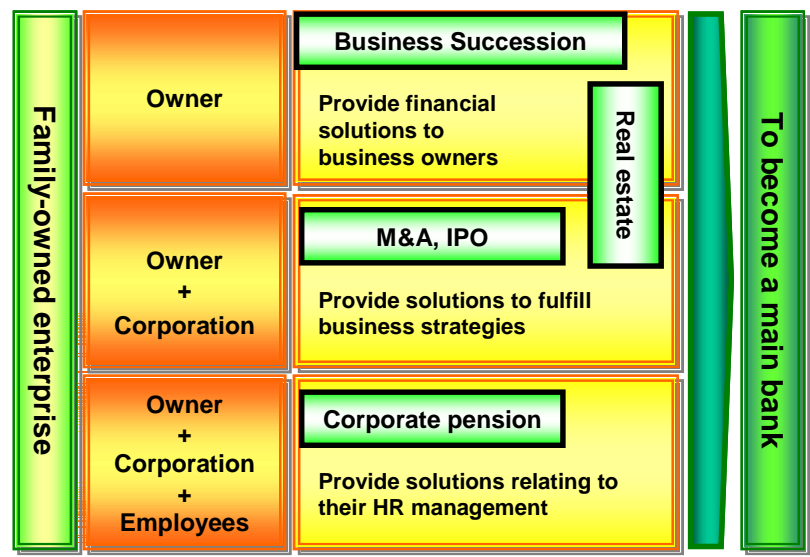 Family-owned enterprise
Owner
Business Succession
Provide financial
solutions to
business owners
Real estate
Owner
+
Corporation
M&A, IPO
Provide solutions to fulfill
business strategies
Owner
+
Corporation
+
Employees
Corporate pension
Provide solutions relating to
their HR management
To become a main bank